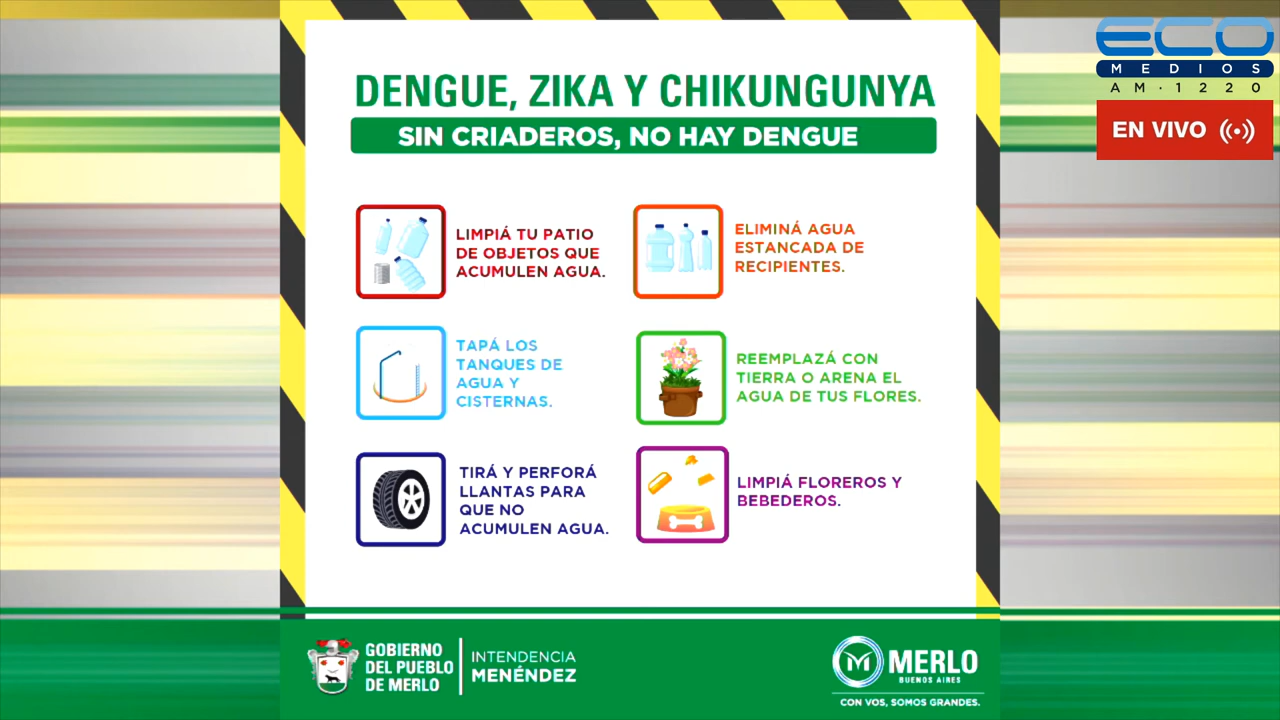 ECO
MEDIOS
AM·1220
EN VIVO
DENGUE, ZIKA Y CHIKUNGUNYA
SIN CRIADEROS, NO HAY DENGUE
LIMPIÁ TU PATIO
DE OBJETOS QUE
ACUMULEN AGUA.
ELIMINÁ AGUA
ESTANCADA DE
RECIPIENTES.
TAPÁ LOS
TANQUES DE
AGUA Y
CISTERNAS.
REEMPLAZÁ CON
TIERRA O ARENA EL
AGUA DE TUS FLORES.
TIRÁ Y PERFORÁ
LLANTAS PARA
QUE NO
ACUMULEN AGUA.
LIMPIÁ FLOREROS Y
BEBEDEROS.
GOBIERNO
DEL PUEBLO
DE MERLO
INTENDENCIA
MENÉNDEZ
MERLO
BUENOS AIRES
CON VOS, SOMOS GRANDES.